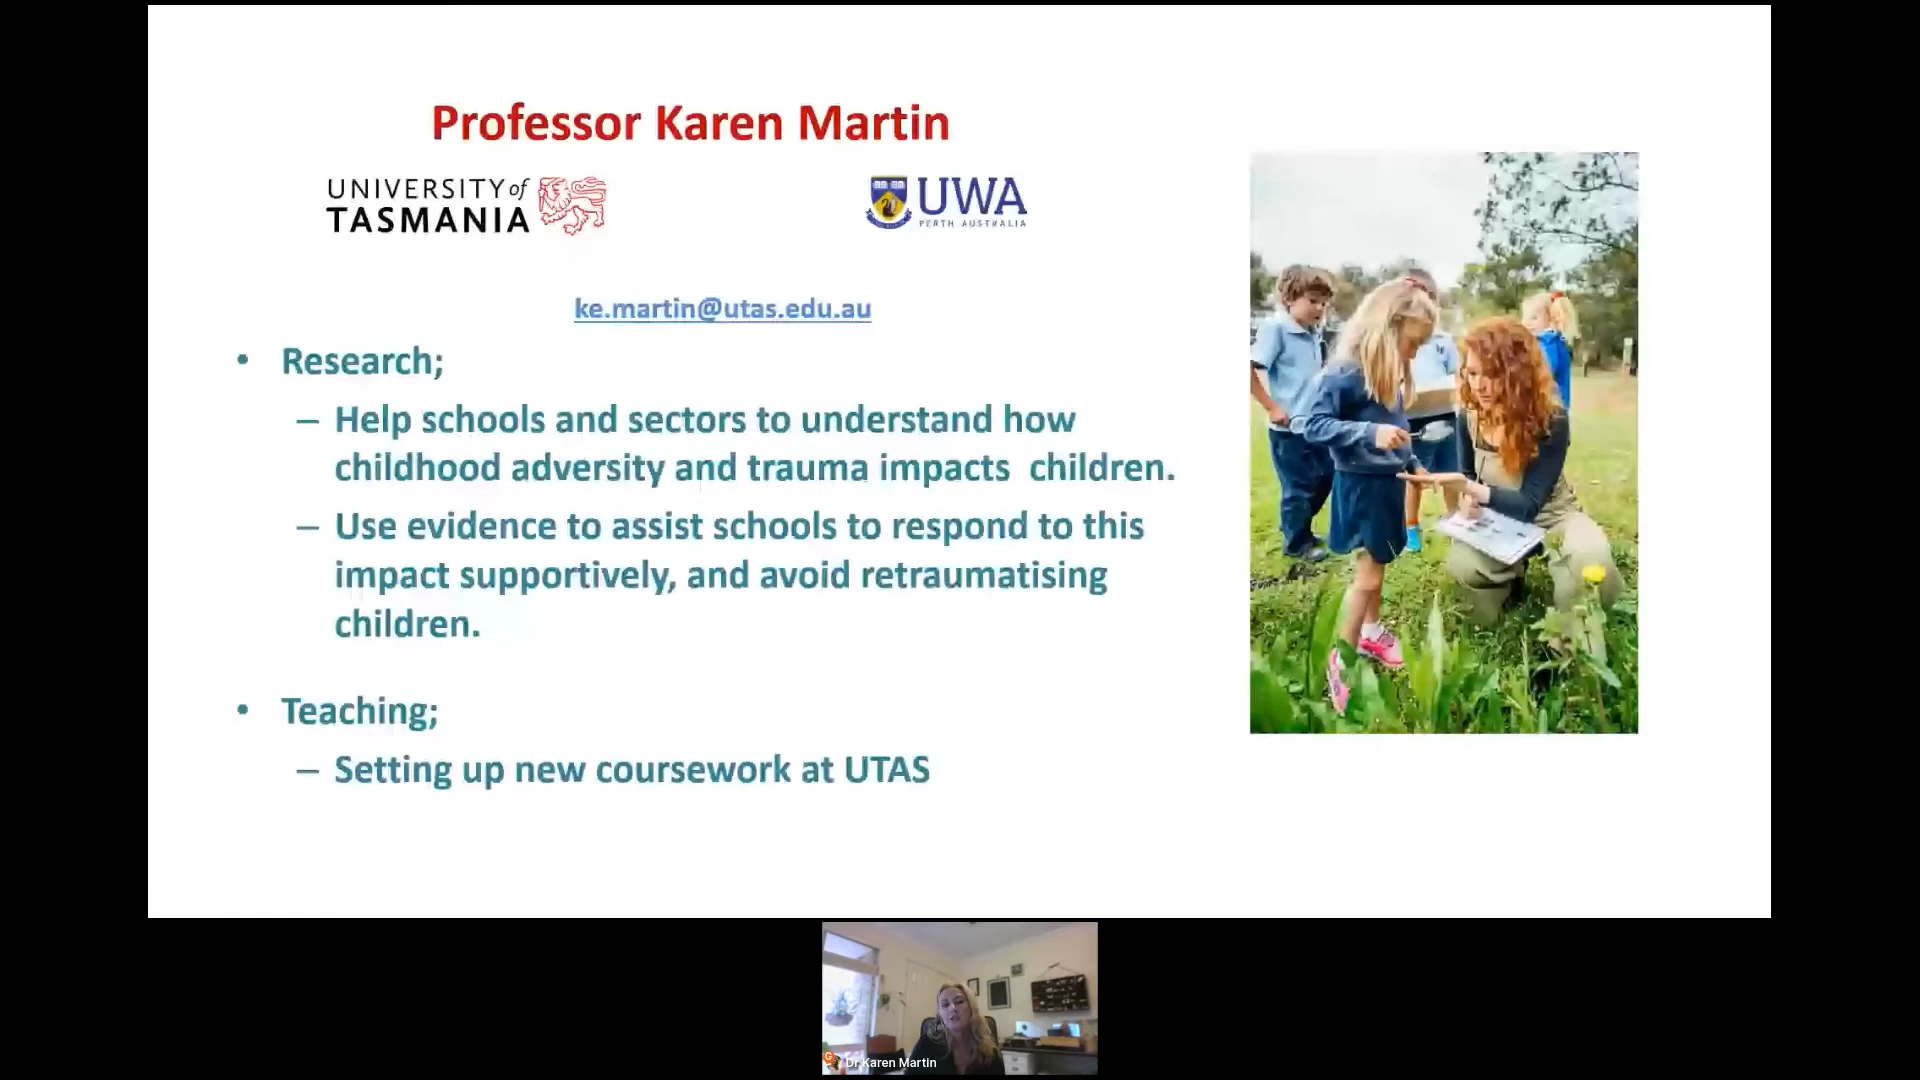 Professor Karen Martin
UNIVERSITY of
TASMANIA
UWA
PERTH AUSTRALIA
ke.martin@utas.edu.au
• Research;
– Help schools and sectors to understand how
childhood adversity and trauma impacts children.
– Use evidence to assist schools to respond to this
impact supportively, and avoid retraumatising
children.
• Teaching;
– Setting up new coursework at UTAS
G
Dr Karen Martin